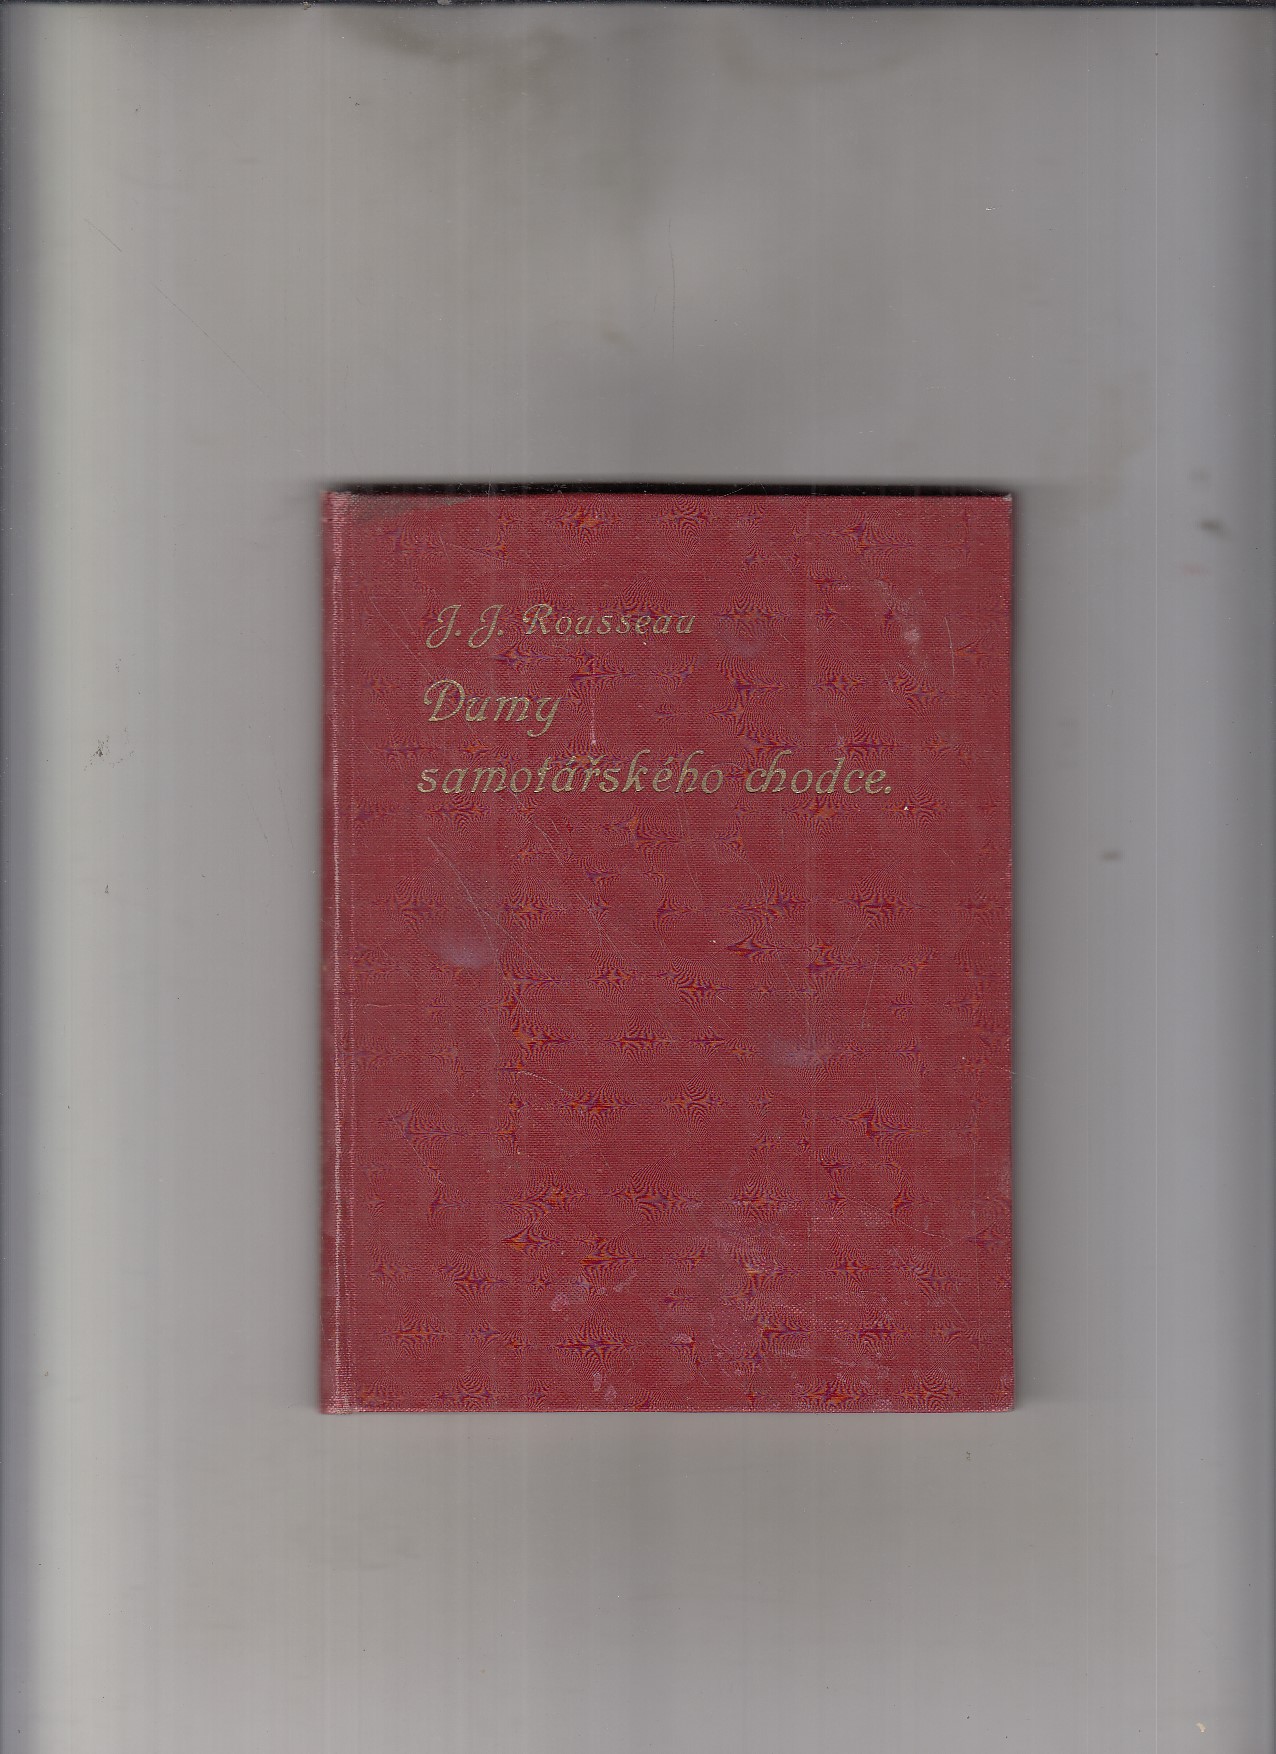 J. J. Rousseau
Dumy
samotářského chodce.